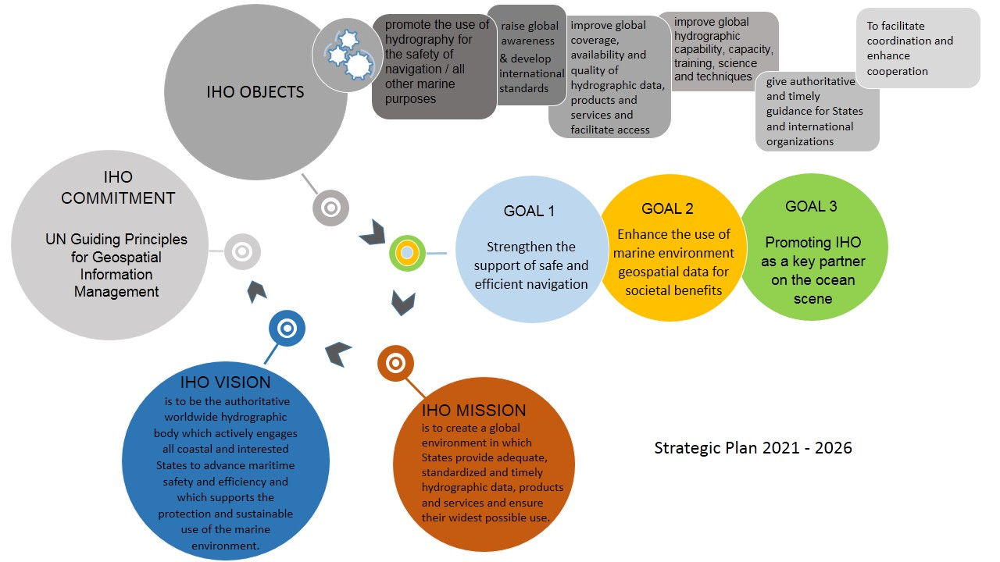 IHO OBJECTS
promote the use of
hydrography for
the safety of
navigation / all
other marine
purposes
raise global
awareness
& develop
international
standards
improve global
coverage,
availability and
quality of
hydrographic data,
products and
services and
facilitate access
improve global
hydrographic
capability, capacity,
training, science
and techniques
give authoritative
and timely
guidance for States
and international
organizations
To facilitate
coordination and
enhance
cooperation
IHO
COMMITMENT
UN Guiding Principles
for Geospatial
Information
Management
GOAL 1
Strengthen the
support of safe and
efficient navigation
GOAL 2
Enhance the use of
marine environment
geospatial data for
societal benefits
GOAL 3
Promoting IHO
as a key partner
on the ocean
scene
IHO VISION
is to be the authoritative
worldwide hydrographic
body which actively engages
all coastal and interested
States to advance maritime
safety and efficiency and
which supports the
protection and sustainable
use of the marine
environment.
IHO MISSION
is to create a global
environment in which
States provide adequate,
standardized and timely
hydrographic data, products
and services and ensure
their widest possible use.
Strategic Plan 2021 - 2026